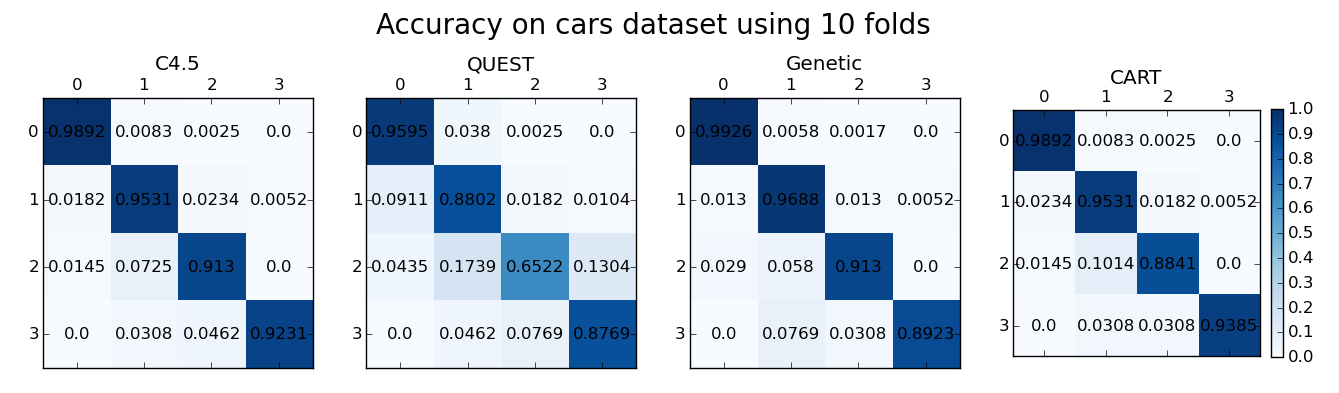 Accuracy on cars dataset using 10 folds
C4.5
0 1 2 3
0 0.9892 0.0083 0.0025 0.0
1 0.0182 0.9531 0.0234 0.0052
2 0.0145 0.0725 0.913 0.0
3 0.0 0.0308 0.0462 0.9231
QUEST
0 1 2 3
0 0.9595 0.038 0.0025 0.0
1 0.0911 0.8802 0.0182 0.0104
2 0.0435 0.1739 0.6522 0.1304
3 0.0 0.0462 0.0769 0.8769
Genetic
0 1 2 3
0 0.9926 0.0058 0.0017 0.0
1 0.013 0.9688 0.013 0.0052
2 0.029 0.058 0.913 0.0
3 0.0 0.0769 0.0308 0.8923
CART
0 1 2 3
0 0.9892 0.0083 0.0025 0.0
1 0.0234 0.9531 0.0182 0.0052
2 0.0145 0.1014 0.8841 0.0
3 0.0 0.0308 0.0308 0.9385
1.0
0.9
0.8
0.7
0.6
0.5
0.4
0.3
0.2
0.1
0.0